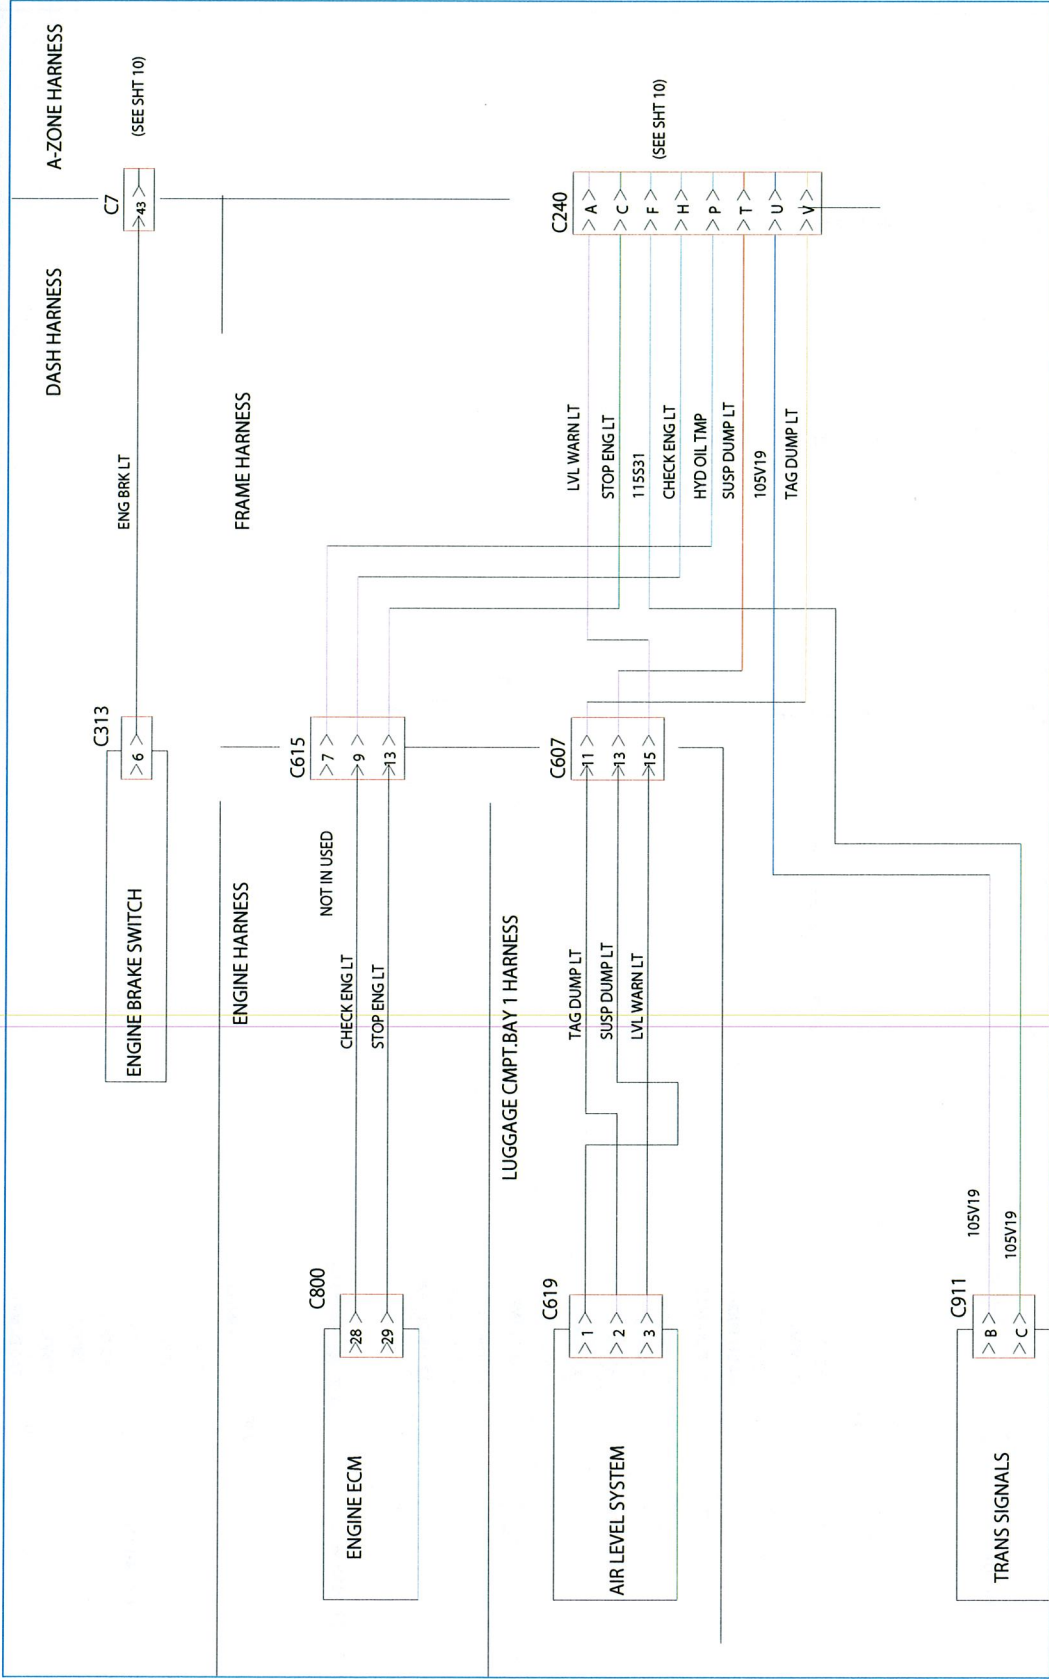 DASH HARNESS
A-ZONE HARNESS
C313
C7
ENGINE BRAKE SWITCH
6
ENG BRK LT
43
(SEE SHT 10)
ENGINE HARNESS
FRAME HARNESS
C800
C615
NOT IN USED
7
ENGINE ECM
28
CHECK ENG LT
9
29
STOP ENG LT
13
LUGGAGE CMPT.BAY 1 HARNESS
C619
C607
C240
AIR LEVEL SYSTEM
1
TAG DUMP LT
11
LVL WARN LT
A
2
SUSP DUMP LT
13
STOP ENG LT
C
3
LVL WARN LT
15
115S31
F
(SEE SHT 10)
CHECK ENG LT
H
HYD OIL TMP
P
SUSP DUMP LT
T
105V19
U
TAG DUMP LT
V
C911
TRANS SIGNALS
B
105V19
C
105V19